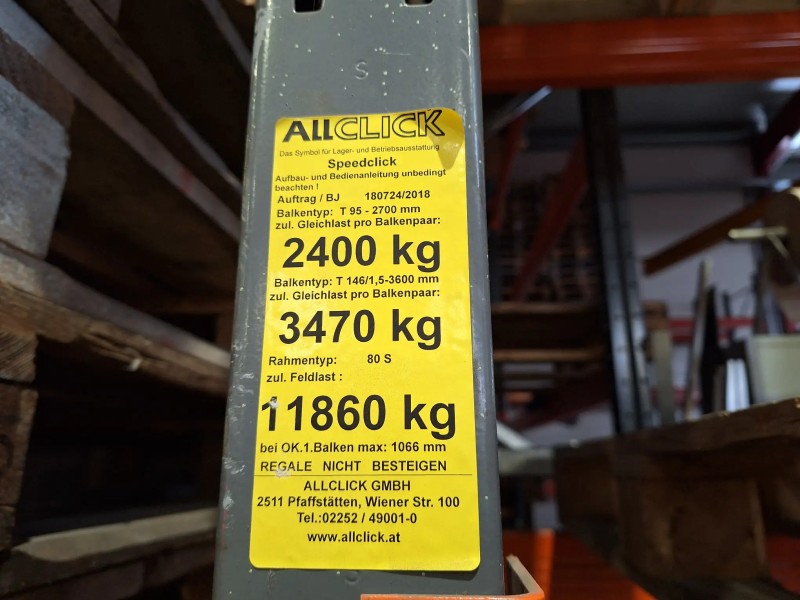 S
ALLCLICK
Das Symbol für Lager- und Betriebsausstattung
Speedclick
Aufbau- und Bedienanleitung unbedingt
beachten !
Auftrag / BJ 180724/2018
Balkentyp: T 95 - 2700 mm
zul. Gleichlast pro Balkenpaar:
2400 kg
Balkentyp: T 146/1,5-3600 mm
zul. Gleichlast pro Balkenpaar:
3470 kg
Rahmentyp: 80 S
zul. Feldlast :
11860 kg
bei OK.1.Balken max: 1066 mm
REGALE NICHT BESTEIGEN
ALLCLICK GMBH
2511 Pfaffstätten, Wiener Str. 100
Tel.:02252 / 49001-0
www.allclick.at